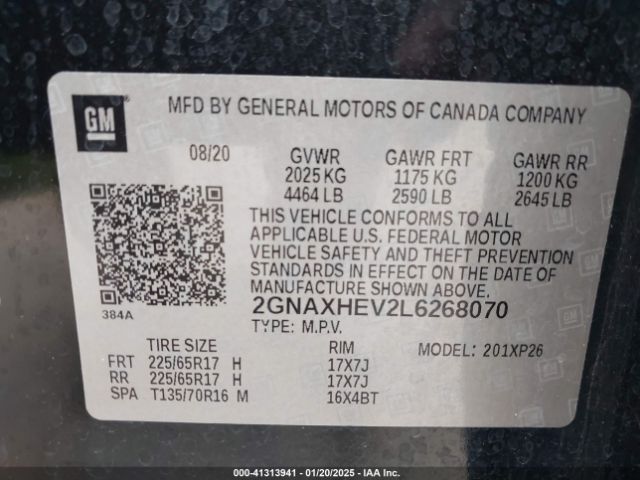 GM
MFD BY GENERAL MOTORS OF CANADA COMPANY
08/20 GVWR GAWR FRT GAWR RR
2025 KG 1175 KG 1200 KG
4464 LB 2590 LB 2645 LB
THIS VEHICLE CONFORMS TO ALL
APPLICABLE U.S. FEDERAL MOTOR
VEHICLE SAFETY AND THEFT PREVENTION
STANDARDS IN EFFECT ON THE DATE OF
MANUFACTURE SHOWN ABOVE.
384A 2GNAXHEV2L6268070
TYPE: M.P.V.
TIRE SIZE RIM MODEL: 201XP26
FRT 225/65R17 H 17X7J
RR 225/65R17 H 17X7J
SPA T135/70R16 M 16X4BT
000-41313941 | 01/20/2025 | IAA Inc.